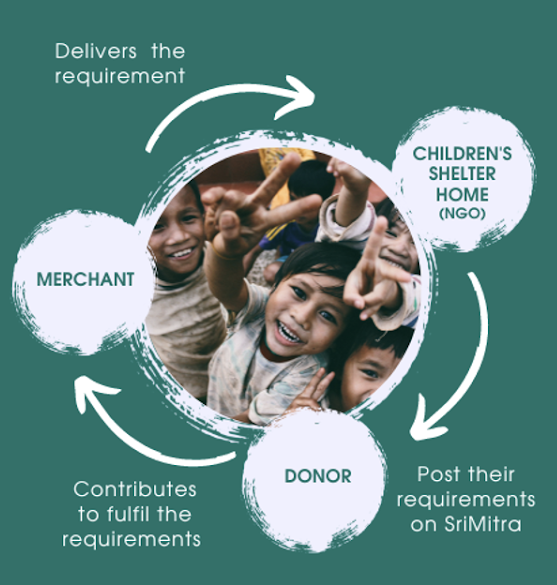 Delivers the
requirement
CHILDREN'S
SHELTER
HOME
(NGO)
MERCHANT
DONOR
Post their
requirements
on SriMitra
Contributes
to fulfil the
requirements